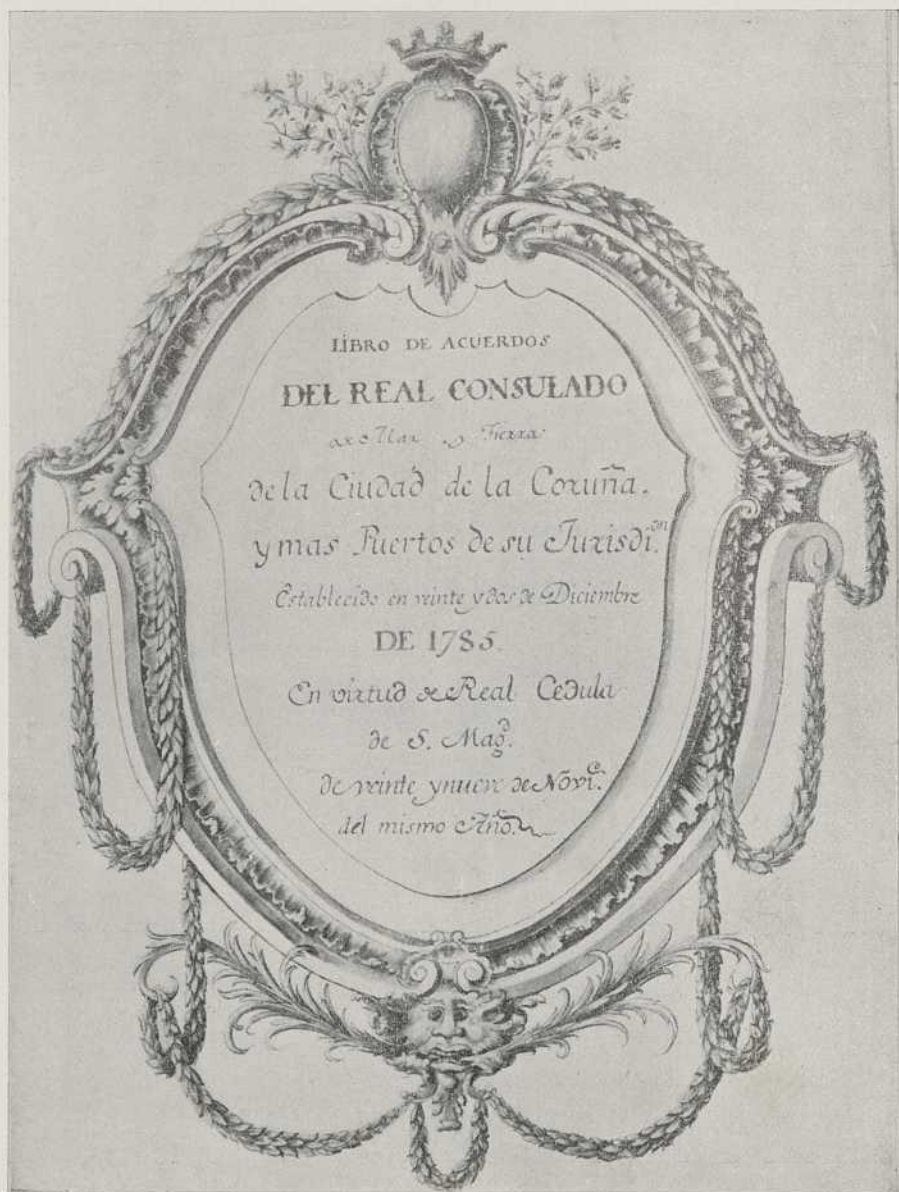 LIBRO DE ACUERDOS
DEL REAL CONSULADO
de Mar y Tierra
de la Ciudad de la Coruña.
y mas Puertos de su Jurisdi.on
Establecido en veinte y dos de Diciembre
DE 1785.
En virtud de Real Cedula
de S. Magd.
de veinte y nueve de Novie.
del mismo Año.